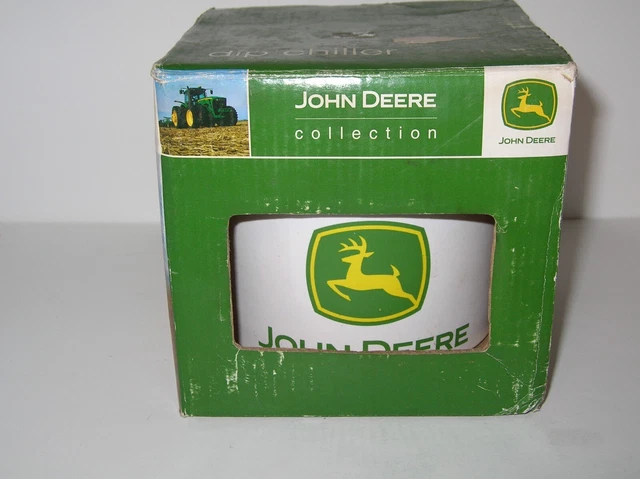 dip chiller
JOHN DEERE
collection
JOHN DEERE
JOHN DEERE